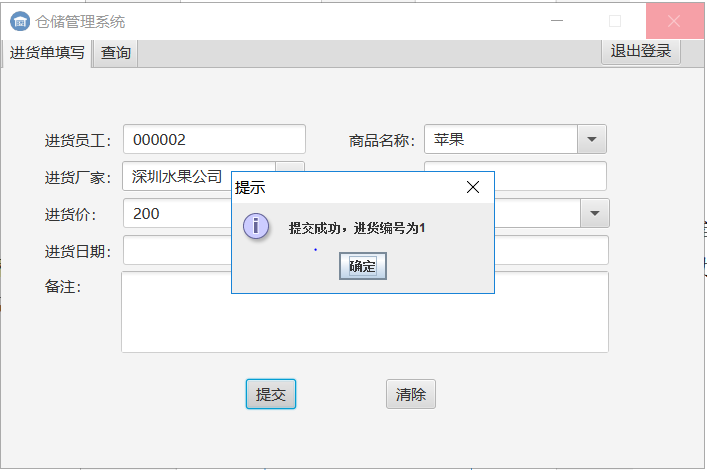 仓储管理系统
进货单填写 查询 退出登录
进货员工： 000002 商品名称： 苹果
进货厂家： 深圳水果公司
提示
进货价： 200
提交成功，进货编号为1
进货日期：
确定
备注：
提交 清除